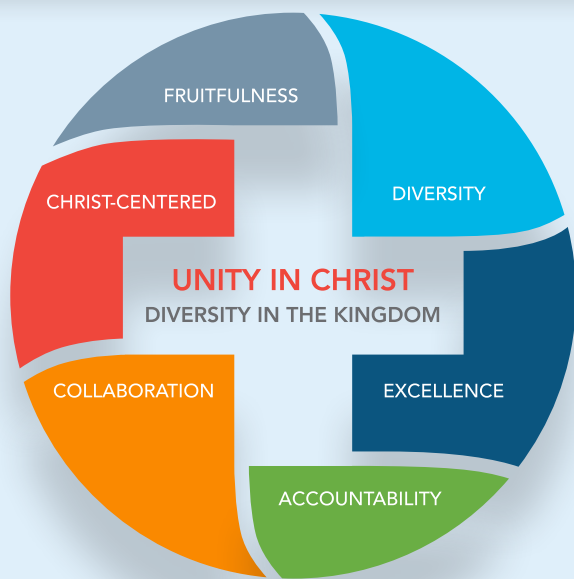 FRUITFULNESS
DIVERSITY
CHRIST-CENTERED
UNITY IN CHRIST
DIVERSITY IN THE KINGDOM
COLLABORATION
EXCELLENCE
ACCOUNTABILITY